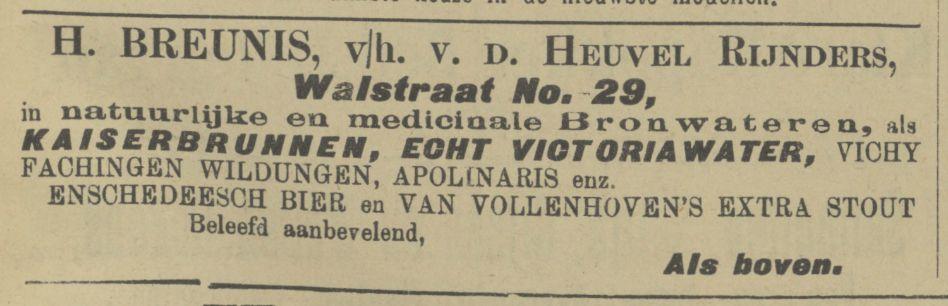 H. BREUNIS, v/h. V. D. HEUVEL RIJNDERS,
Walstraat No. 29,
in natuurlijke en medicinale Bronwateren, als
KAISERBRUNNEN, ECHT VICTORIAWATER, VICHY
FACHINGEN WILDUNGEN, APOLINARIS enz.
ENSCHEDEESCH BIER en VAN VOLLENHOVEN'S EXTRA STOUT
Beleefd aanbevelend,
Als boven.